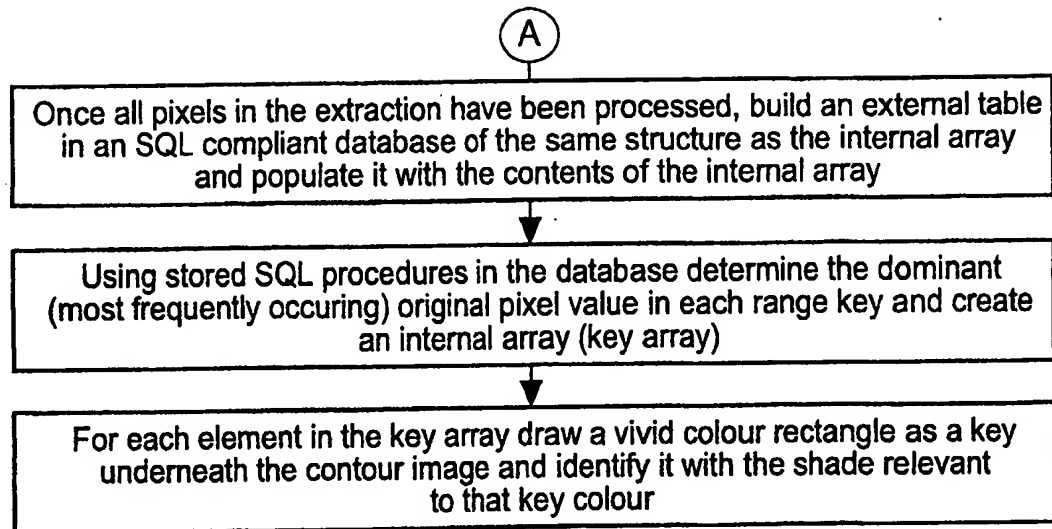 A
Once all pixels in the extraction have been processed, build an external table
in an SQL compliant database of the same structure as the internal array
and populate it with the contents of the internal array
Using stored SQL procedures in the database determine the dominant
(most frequently occuring) original pixel value in each range key and create
an internal array (key array)
For each element in the key array draw a vivid colour rectangle as a key
underneath the contour image and identify it with the shade relevant
to that key colour